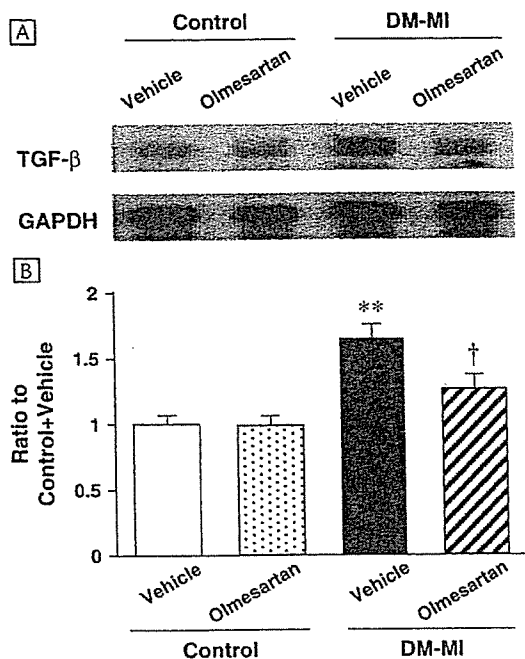 A
Control DM-MI
Vehicle Olmesartan Vehicle Olmesartan
TGF-β
GAPDH
B
2
1.5
1
0.5
0
Ratio to
Control+Vehicle
**
†
Vehicle Olmesartan Vehicle Olmesartan
Control DM-MI